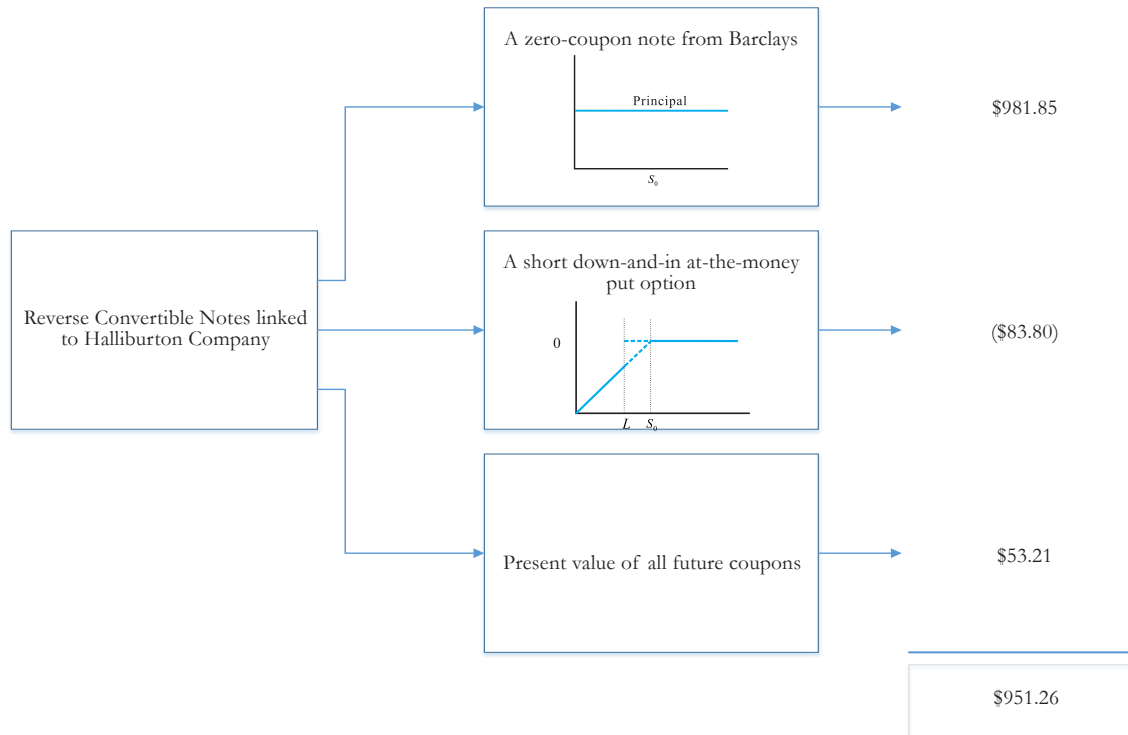 A zero-coupon note from Barclays
Principal
S₀
$981.85
Reverse Convertible Notes linked
to Halliburton Company
A short down-and-in at-the-money
put option
0
L S₀
($83.80)
Present value of all future coupons
$53.21
$951.26